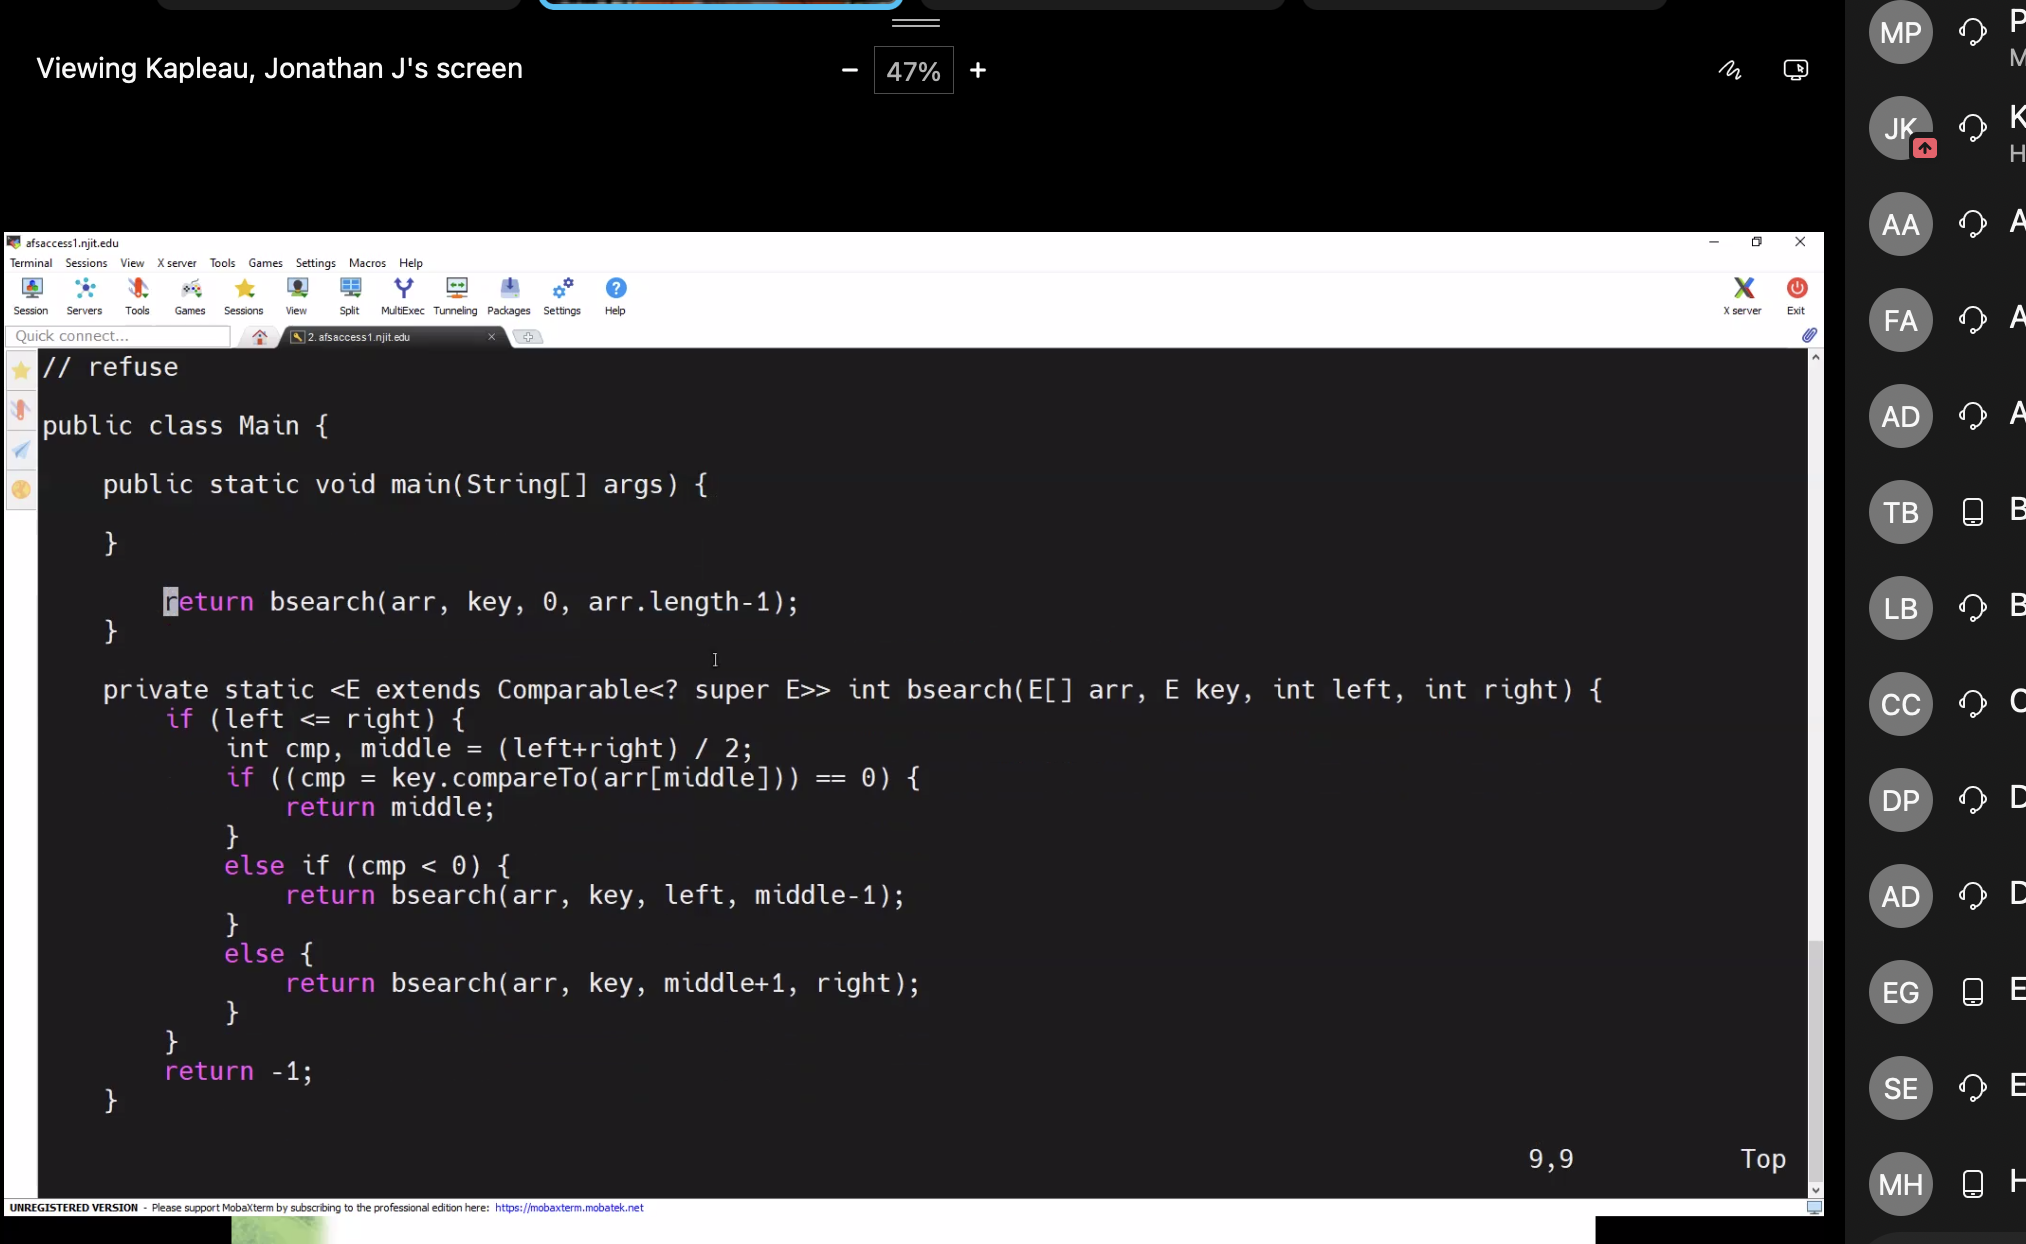 Viewing Kapleau, Jonathan J's screen
47%
MP
JK
AA
FA
AD
TB
LB
CC
DP
AD
EG
SE
MH
afsaccess1.njit.edu
Terminal Sessions View X server Tools Games Settings Macros Help
Session Servers Tools Games Sessions View Split MultiExec Tunneling Packages Settings Help X server Exit
Quick connect... 2. afsaccess1.njit.edu
// refuse
public class Main {
    public static void main(String[] args) {
    }
        return bsearch(arr, key, 0, arr.length-1);
    }
    private static <E extends Comparable<? super E>> int bsearch(E[] arr, E key, int left, int right) {
        if (left <= right) {
            int cmp, middle = (left+right) / 2;
            if ((cmp = key.compareTo(arr[middle])) == 0) {
                return middle;
            }
            else if (cmp < 0) {
                return bsearch(arr, key, left, middle-1);
            }
            else {
                return bsearch(arr, key, middle+1, right);
            }
        }
        return -1;
    }
9,9 Top
UNREGISTERED VERSION - Please support MobaXterm by subscribing to the professional edition here: https://mobaxterm.mobatek.net